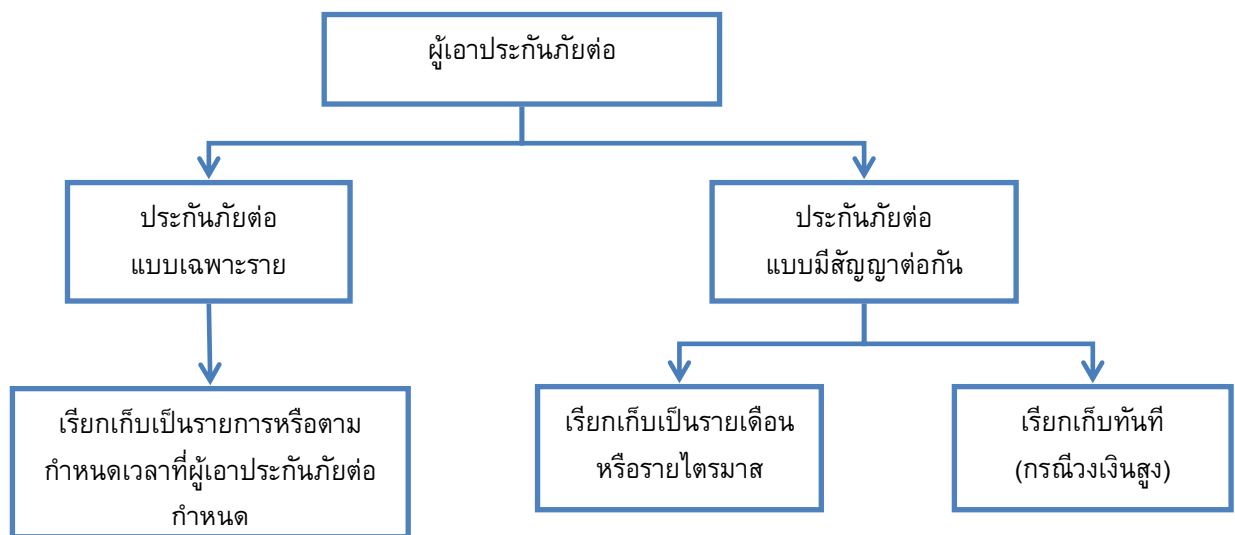 ผู้เอาประกันภัยต่อ
ประกันภัยต่อ
แบบเฉพาะราย
ประกันภัยต่อ
แบบมีสัญญาต่อกัน
เรียกเก็บเป็นรายการหรือตาม
กำหนดเวลาที่ผู้เอาประกันภัยต่อ
กำหนด
เรียกเก็บเป็นรายเดือน
หรือรายไตรมาส
เรียกเก็บทันที
(กรณีวงเงินสูง)